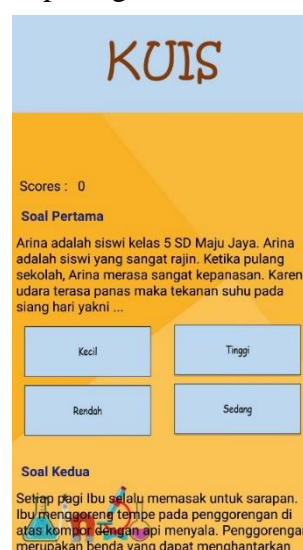 KUIS
Scores : 0
Soal Pertama
Arina adalah siswi kelas 5 SD Maju Jaya. Arina
adalah siswi yang sangat rajin. Ketika pulang
sekolah, Arina merasa sangat kepanasan. Karen
udara terasa panas maka tekanan suhu pada
siang hari yakni ...
Kecil
Tinggi
Rendah
Sedang
Soal Kedua
Setiap pagi Ibu selalu memasak untuk sarapan.
Ibu menggoreng tempe pada penggorengan di
atas kompor dengan api menyala. Penggorenga
merupakan benda yang dapat menghantarkan